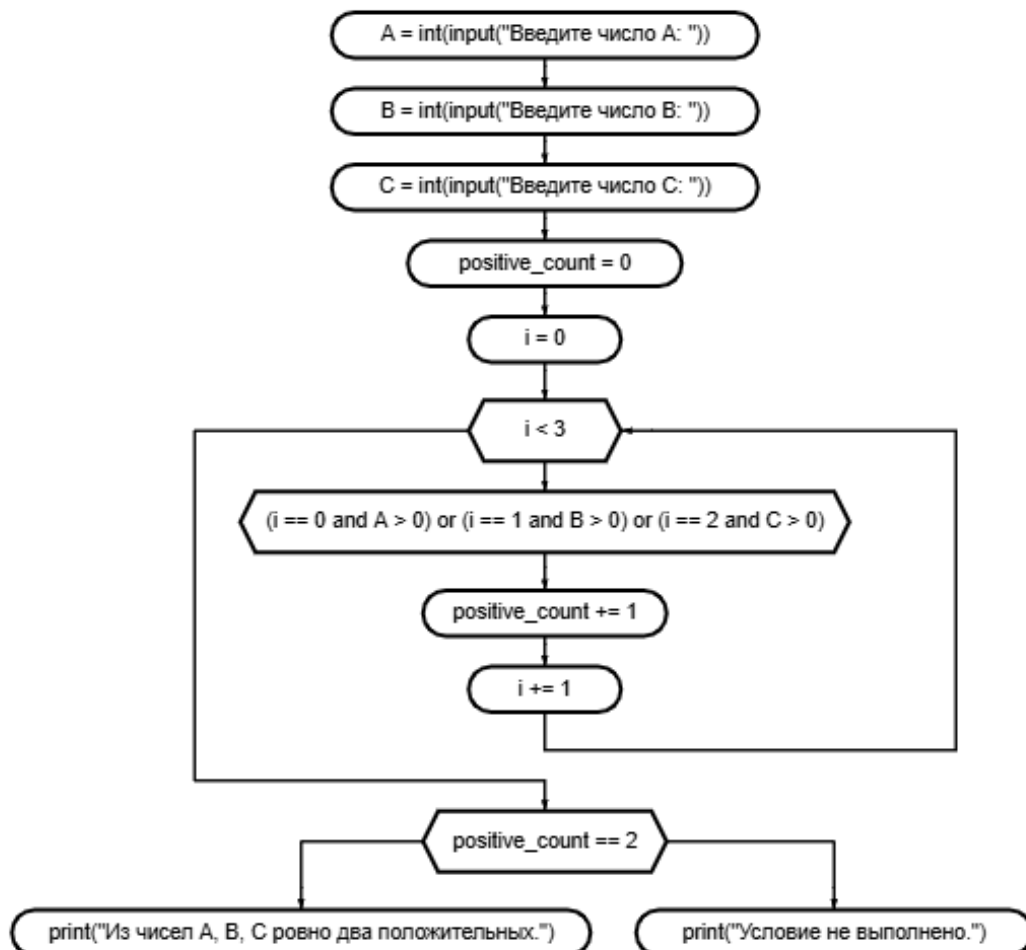 A = int(input("Введите число A: "))
B = int(input("Введите число B: "))
C = int(input("Введите число C: "))
positive_count = 0
i = 0
i < 3
(i == 0 and A > 0) or (i == 1 and B > 0) or (i == 2 and C > 0)
positive_count += 1
i += 1
positive_count == 2
print("Из чисел A, B, C ровно два положительных.")
print("Условие не выполнено.")